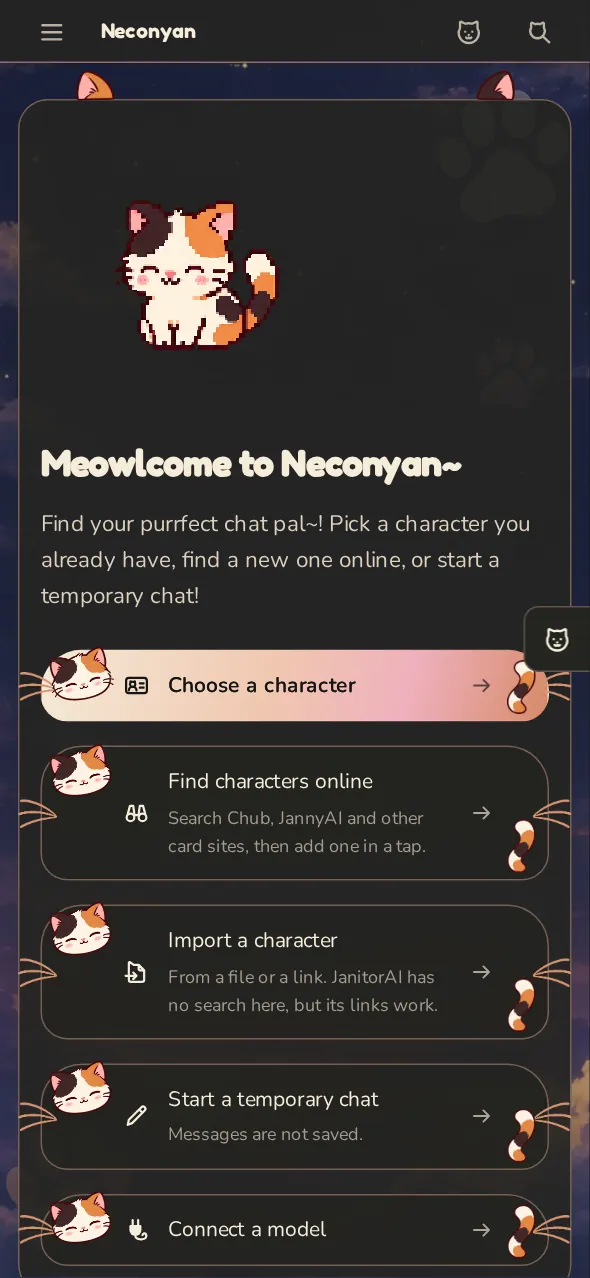 Neconyan
Meowlcome to Neconyan~
Find your purrfect chat pal~! Pick a character you
already have, find a new one online, or start a
temporary chat!
Choose a character
Find characters online
Search Chub, JannyAI and other
card sites, then add one in a tap.
Import a character
From a file or a link. JanitorAI has
no search here, but its links work.
Start a temporary chat
Messages are not saved.
Connect a model